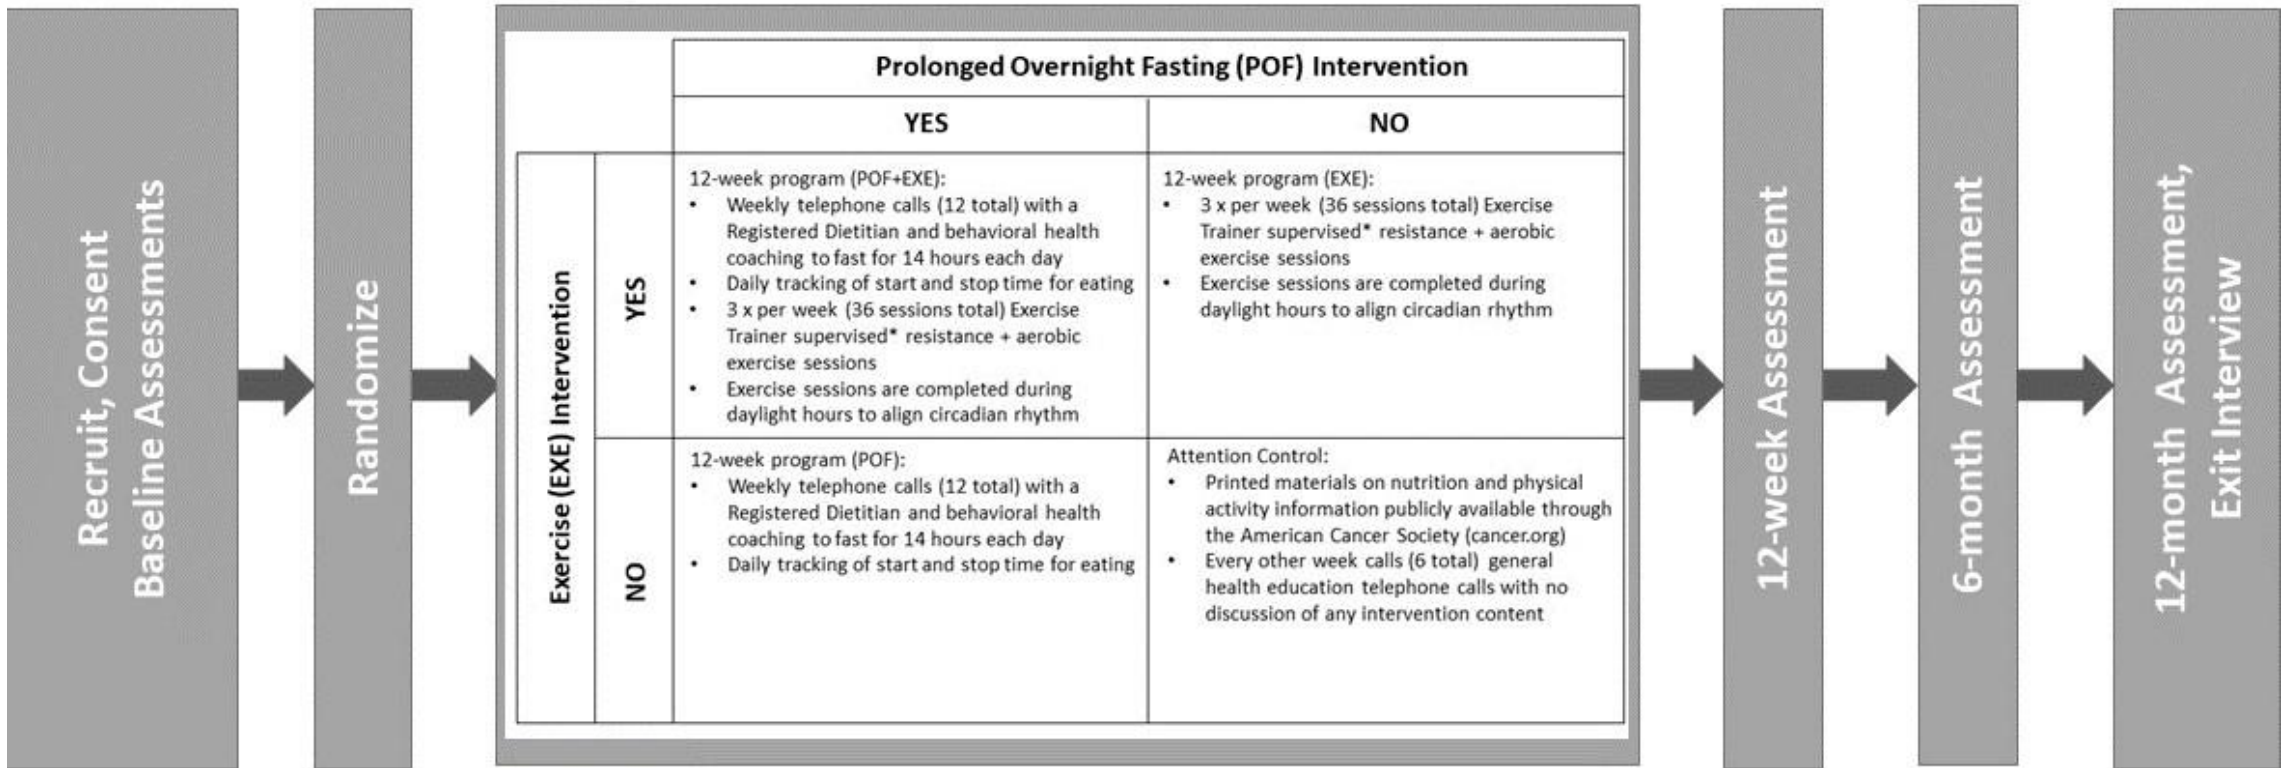 Recruit, Consent
Baseline Assessments
Randomize
Prolonged Overnight Fasting (POF) Intervention
YES
NO
Exercise (EXE) Intervention
YES
12-week program (POF+EXE):
• Weekly telephone calls (12 total) with a
Registered Dietitian and behavioral health
coaching to fast for 14 hours each day
• Daily tracking of start and stop time for eating
• 3 x per week (36 sessions total) Exercise
Trainer supervised* resistance + aerobic
exercise sessions
• Exercise sessions are completed during
daylight hours to align circadian rhythm
12-week program (EXE):
• 3 x per week (36 sessions total) Exercise
Trainer supervised* resistance + aerobic
exercise sessions
• Exercise sessions are completed during
daylight hours to align circadian rhythm
NO
12-week program (POF):
• Weekly telephone calls (12 total) with a
Registered Dietitian and behavioral health
coaching to fast for 14 hours each day
• Daily tracking of start and stop time for eating
Attention Control:
• Printed materials on nutrition and physical
activity information publicly available through
the American Cancer Society (cancer.org)
• Every other week calls (6 total) general
health education telephone calls with no
discussion of any intervention content
12-week Assessment
6-month Assessment
12-month Assessment,
Exit Interview